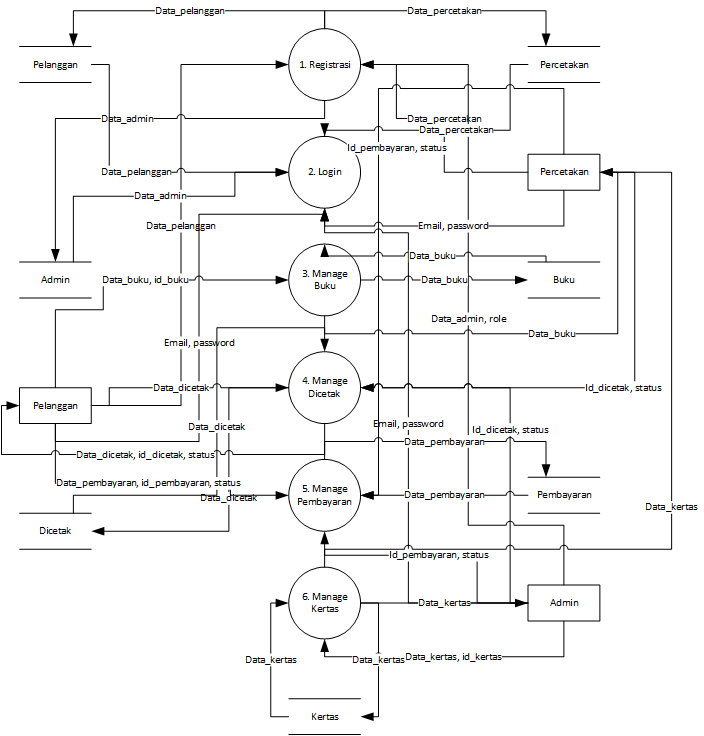 Data_pelanggan
Data_percetakan
Pelanggan
1. Registrasi
Percetakan
Data_admin
Data_percetakan
Data_percetakan
Id_pembayaran, status
Data_pelanggan
2. Login
Percetakan
Data_admin
Data_pelanggan
Email, password
Data_buku
Admin
Data_buku, id_buku
3. Manage
Buku
Data_buku
Buku
Data_admin, role
Data_buku
Email, password
Pelanggan
Data_dicetak
4. Manage
Dicetak
Id_dicetak, status
Data_dicetak
Email, password
Id_dicetak, status
Data_pembayaran
Data_dicetak, id_dicetak, status
Data_pembayaran, id_pembayaran, status
Data_dicetak
5. Manage
Pembayaran
Data_pembayaran
Pembayaran
Data_kertas
Dicetak
Id_pembayaran, status
6. Manage
Kertas
Data_kertas
Admin
Data_kertas
Data_kertas
Data_kertas, id_kertas
Kertas